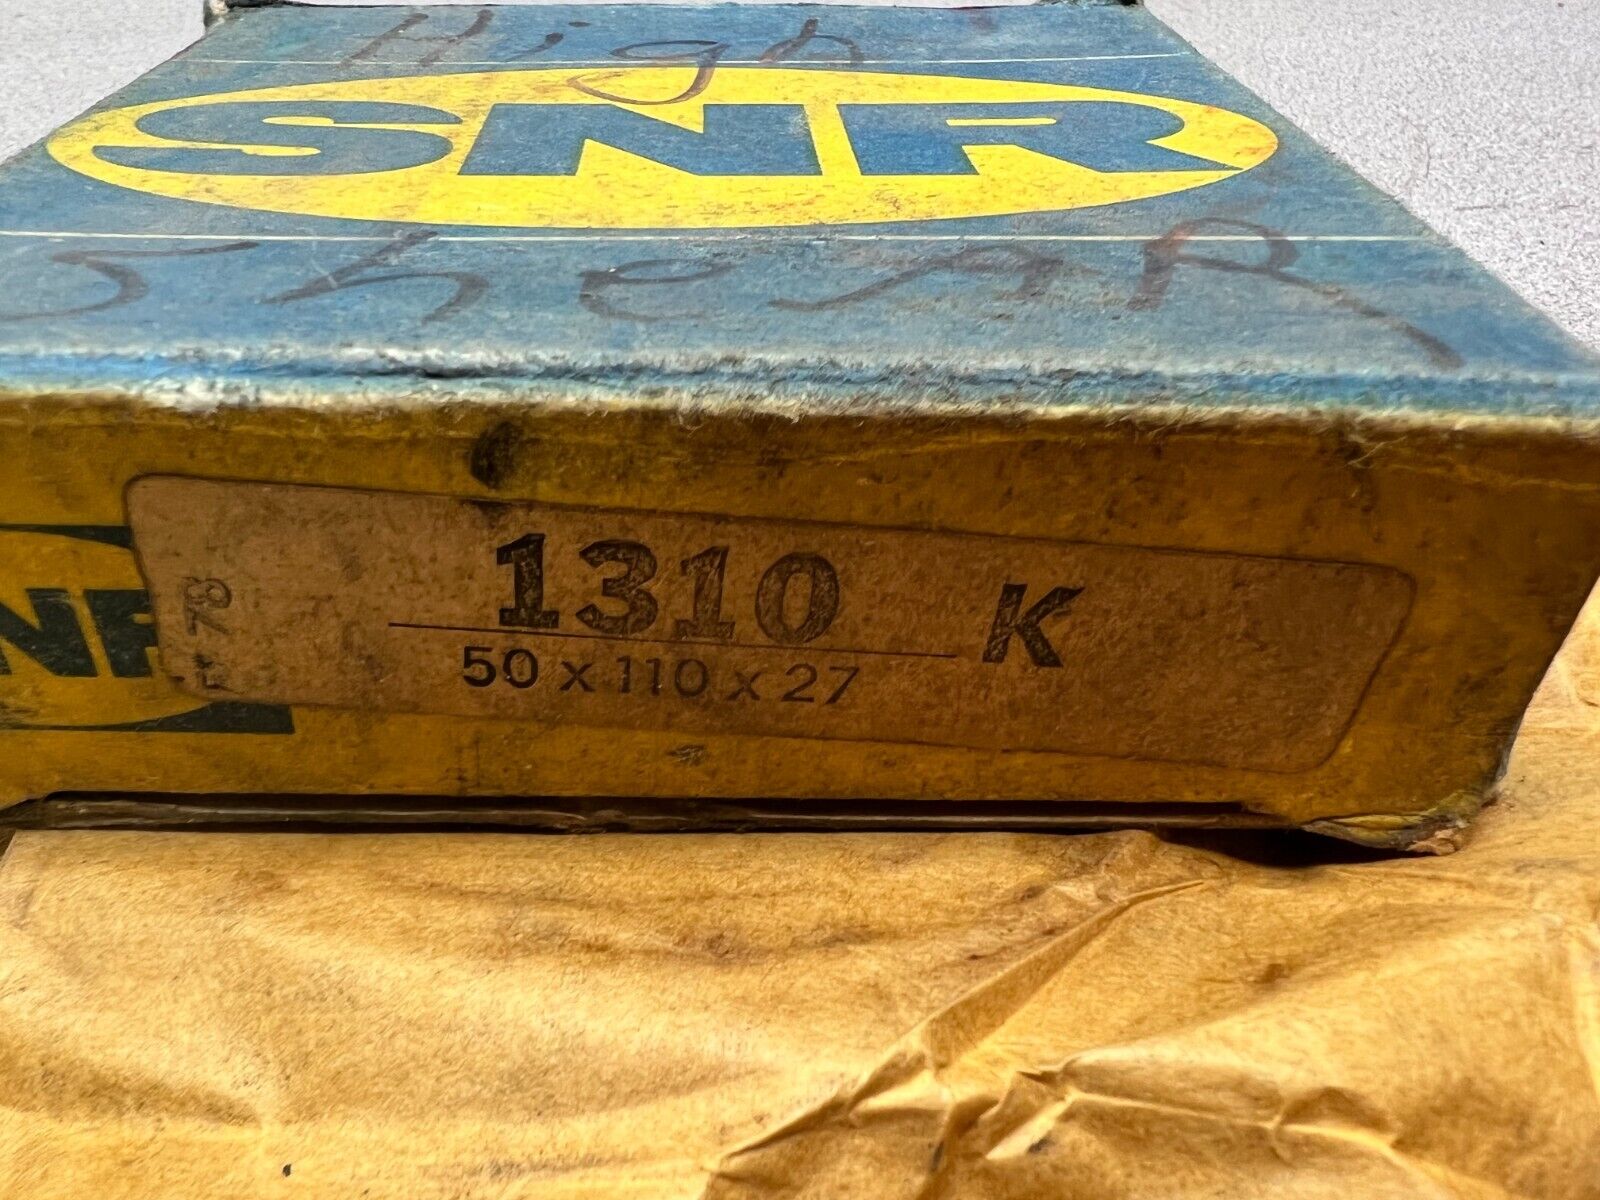 High
SNR
SheAR
1310 K
50 x 110 x 27
78
SNR